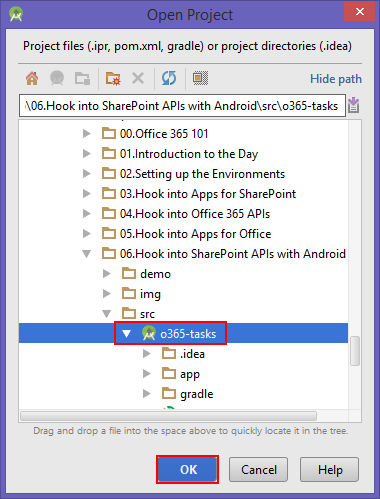 Open Project
Project files (.ipr, pom.xml, gradle) or project directories (.idea)
Hide path
\06.Hook into SharePoint APIs with Android\src\o365-tasks
00.Office 365 101
01.Introduction to the Day
02.Setting up the Environments
03.Hook into Apps for SharePoint
04.Hook into Office 365 APIs
05.Hook into Apps for Office
06.Hook into SharePoint APIs with Android
demo
img
src
o365-tasks
.idea
app
gradle
Drag and drop a file into the space above to quickly locate it in the tree.
OK
Cancel
Help